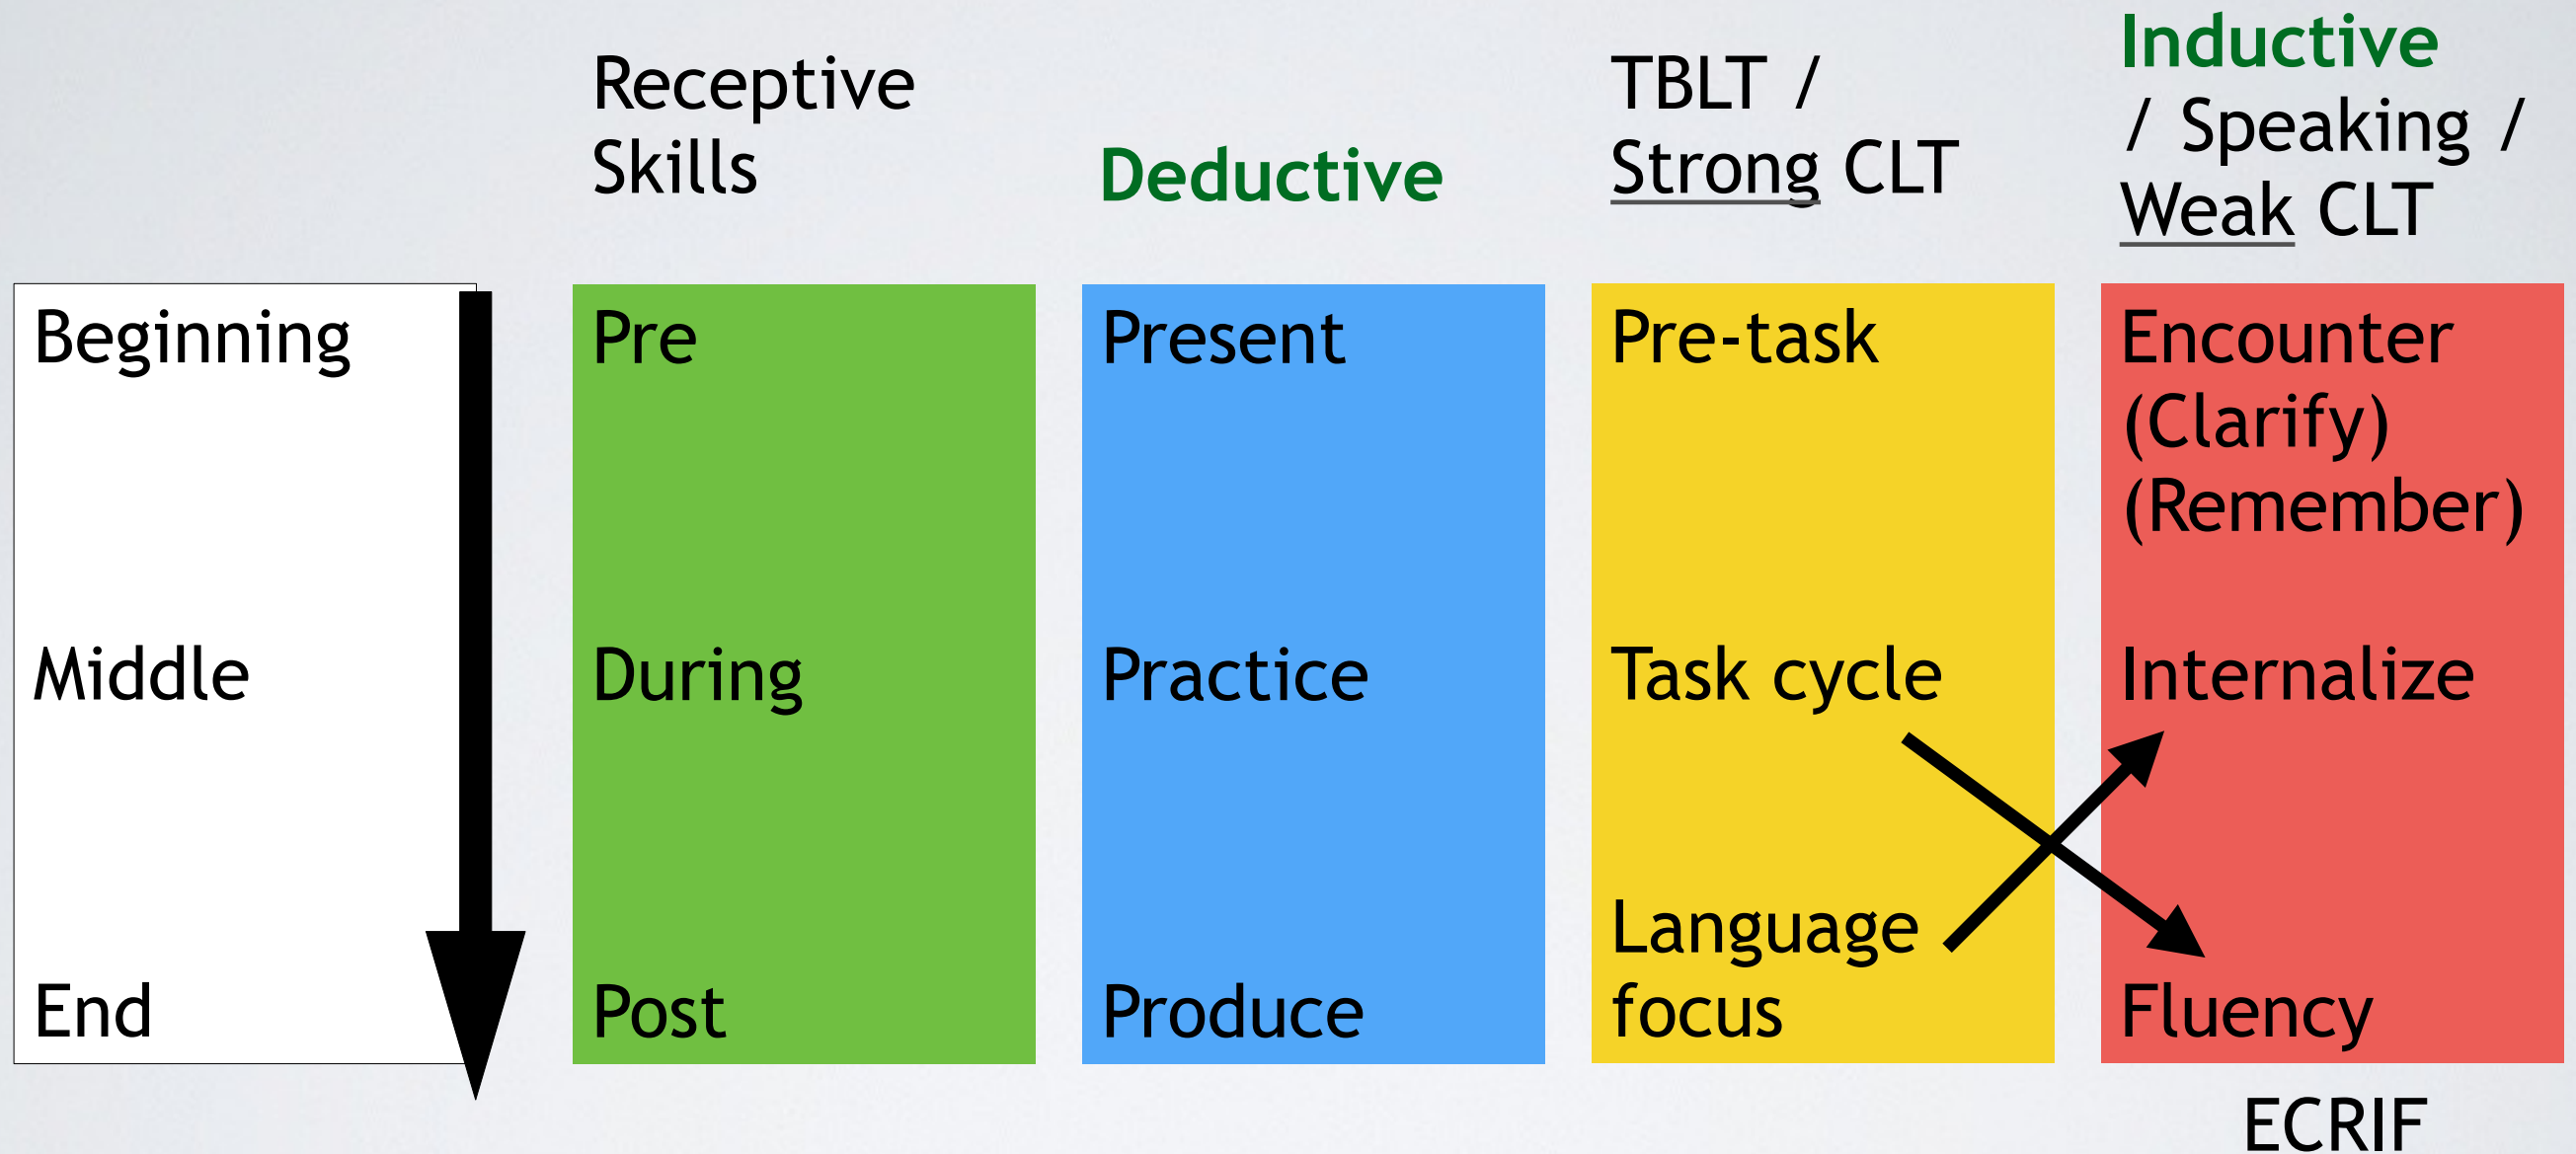 Receptive
Skills
Deductive
TBLT /
Strong CLT
Inductive
/ Speaking /
Weak CLT
Beginning
Middle
End
Pre
During
Post
Present
Practice
Produce
Pre-task
Task cycle
Language
focus
Encounter
(Clarify)
(Remember)
Internalize
Fluency
ECRIF